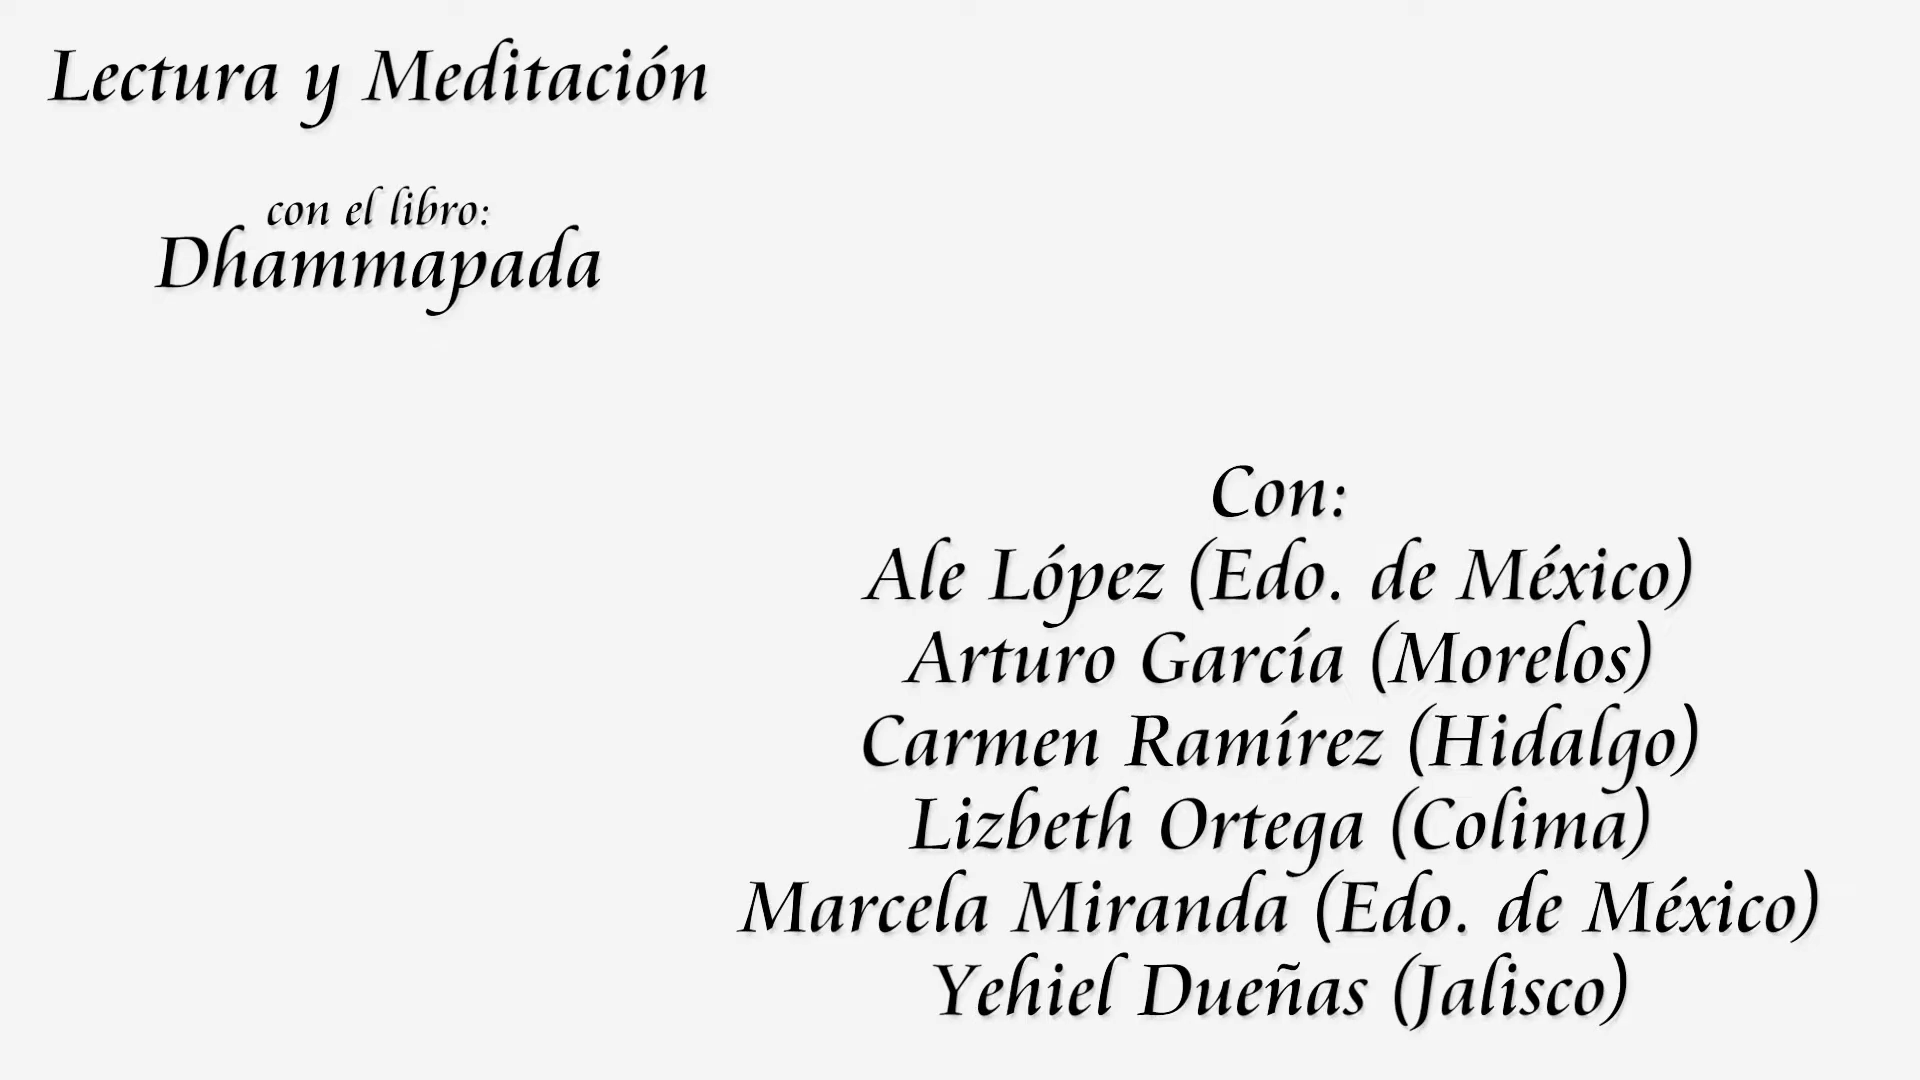 Lectura y Meditación
con el libro:
Dhammapada
Con:
Ale López (Edo. de México)
Arturo García (Morelos)
Carmen Ramírez (Hidalgo)
Lizbeth Ortega (Colima)
Marcela Miranda (Edo. de México)
Yehiel Dueñas (Jalisco)